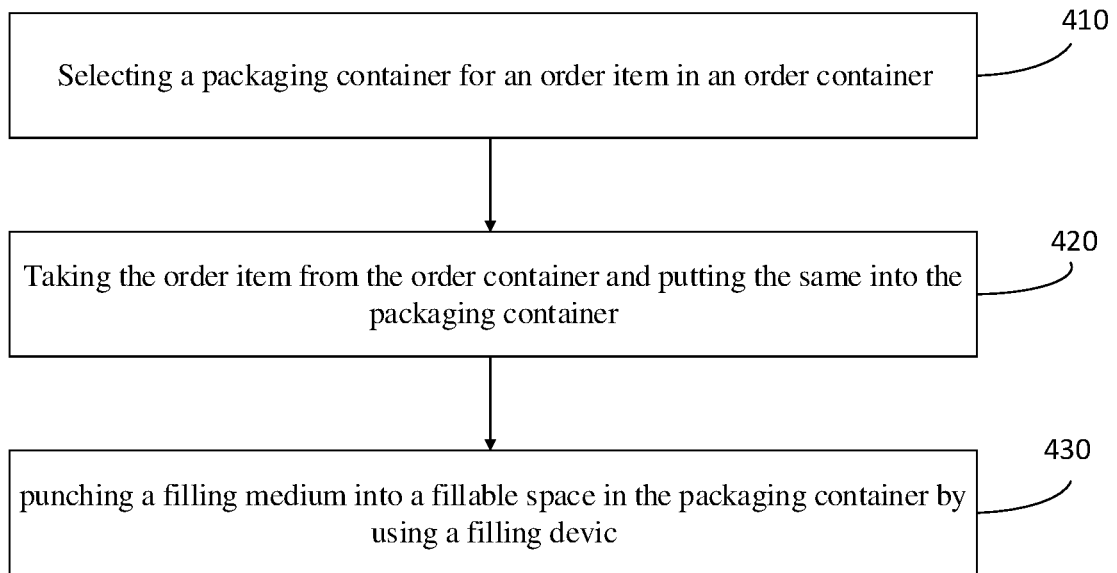 410
Selecting a packaging container for an order item in an order container
420
Taking the order item from the order container and putting the same into the
packaging container
430
punching a filling medium into a fillable space in the packaging container by
using a filling devic